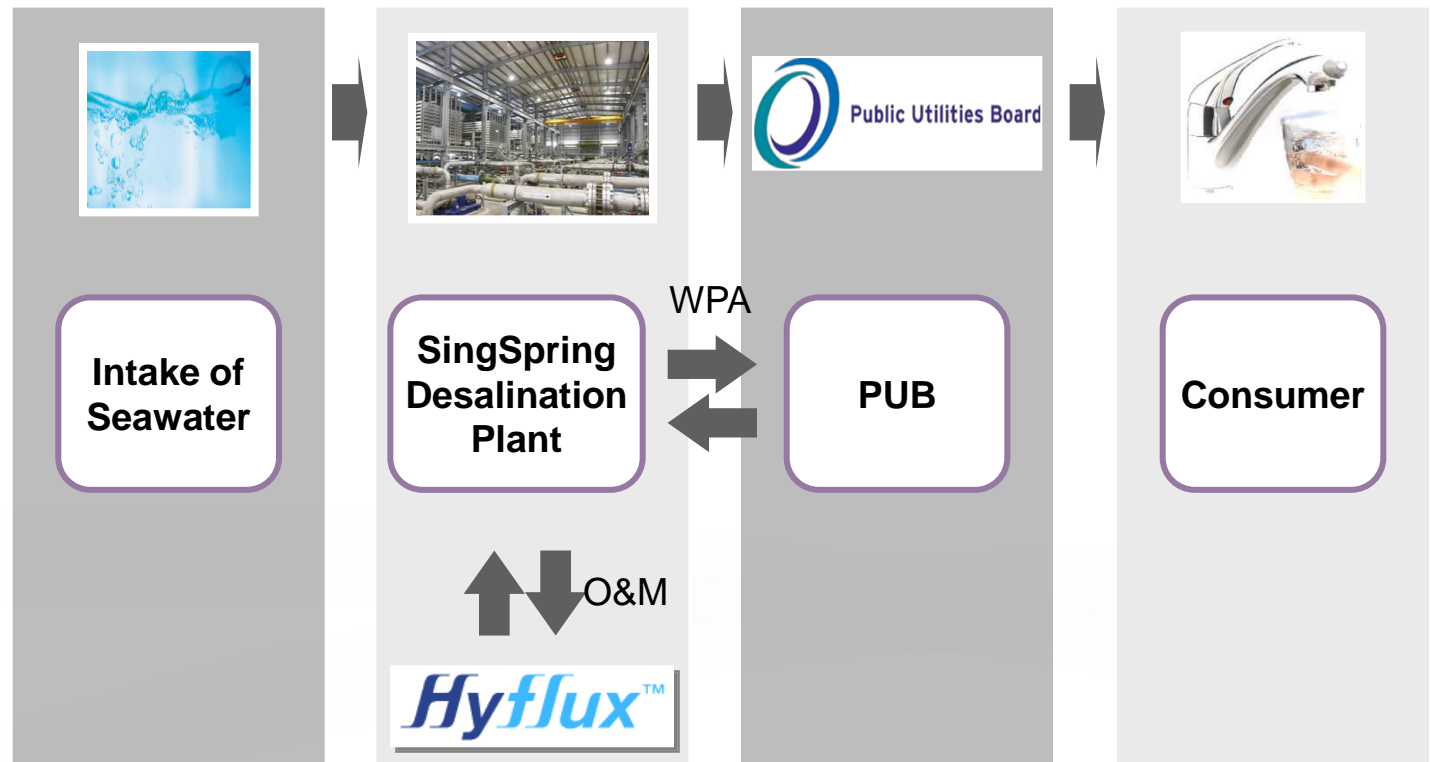 Public Utilities Board
WPA
Intake of
Seawater
SingSpring
Desalination
Plant
PUB
Consumer
O&M
Hyflux™